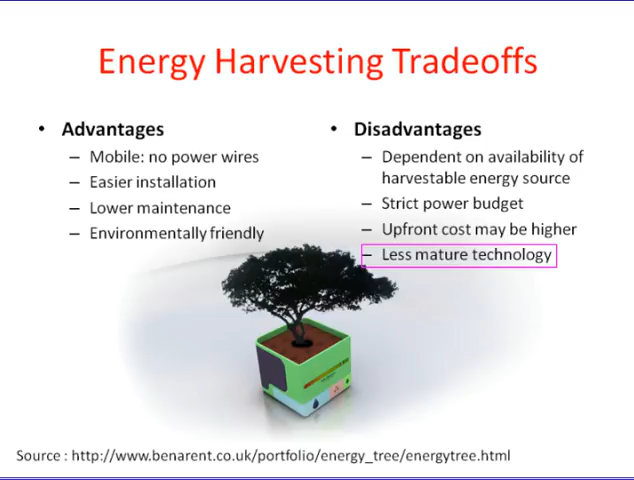 Energy Harvesting Tradeoffs
• Advantages
– Mobile: no power wires
– Easier installation
– Lower maintenance
– Environmentally friendly
• Disadvantages
– Dependent on availability of
harvestable energy source
– Strict power budget
– Upfront cost may be higher
– Less mature technology
Source : http://www.benarent.co.uk/portfolio/energy_tree/energytree.html